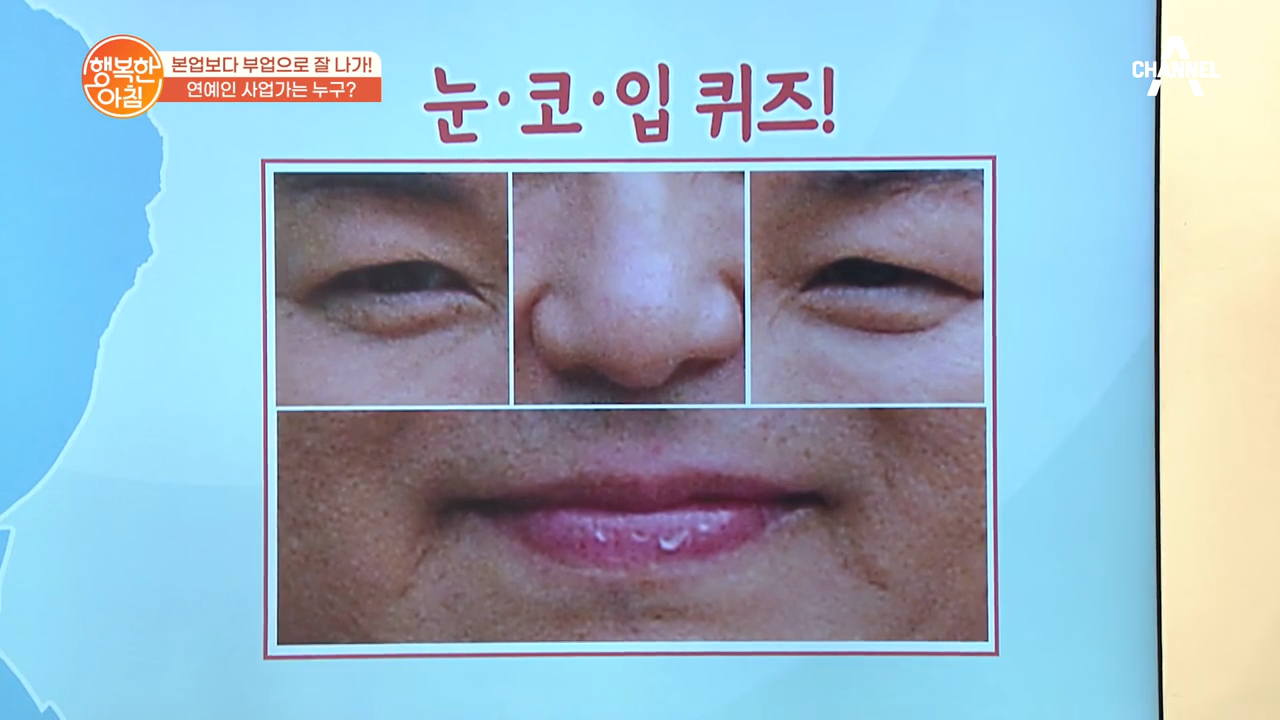 행복한
아침
본업보다 부업으로 잘 나가!
연예인 사업가는 누구?
CHANNEL A
눈·코·입 퀴즈!